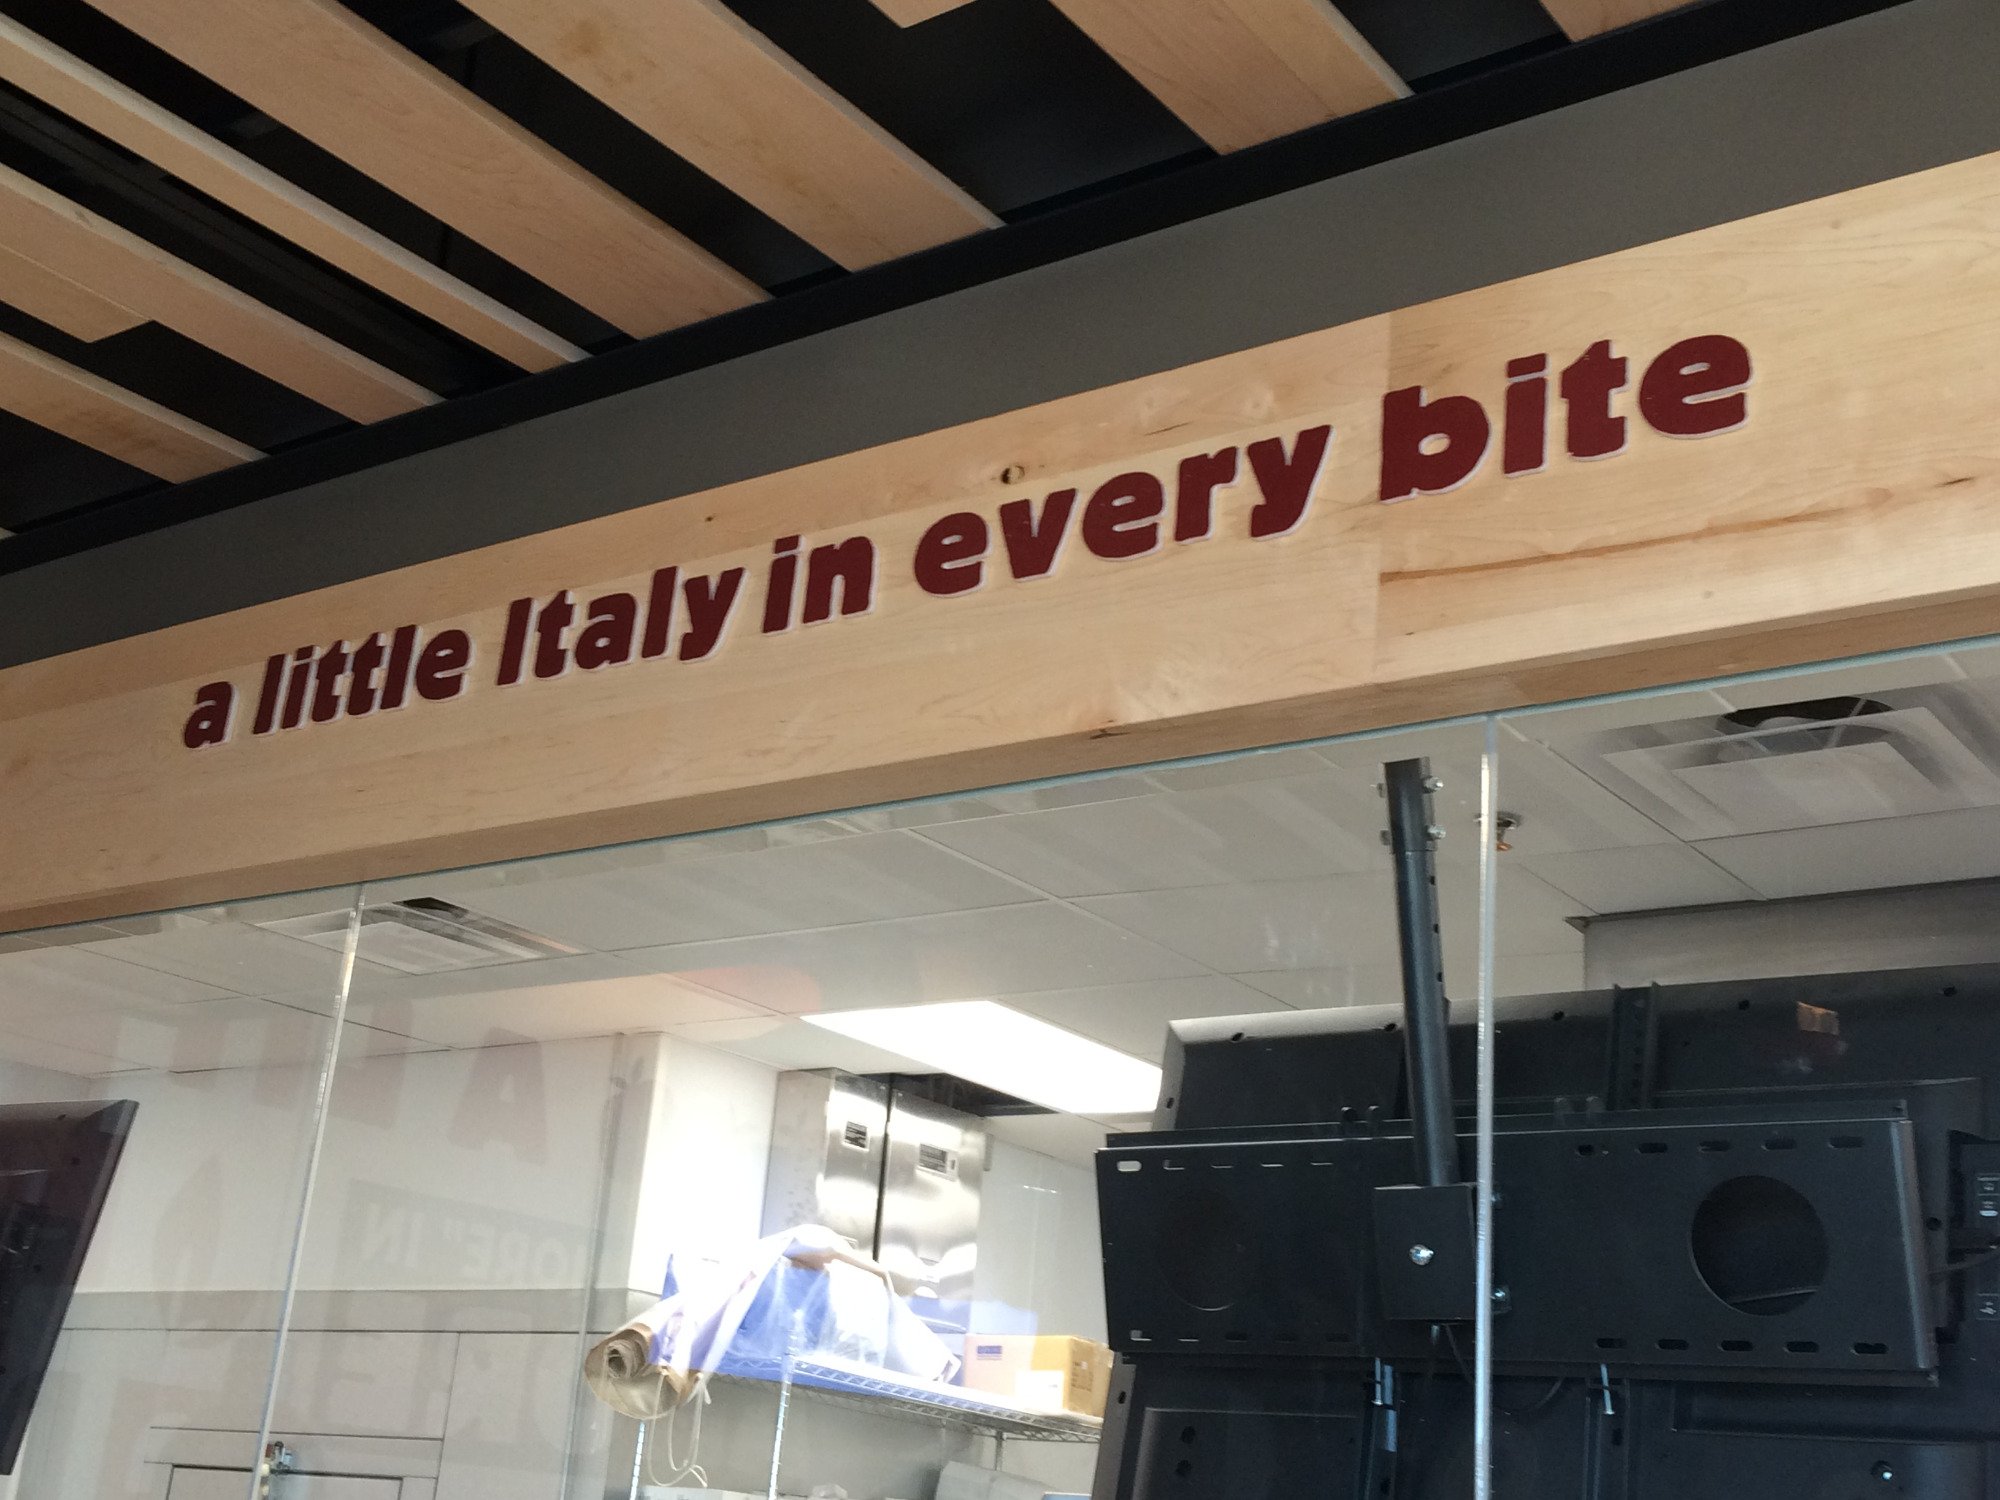 a little Italy in every bite